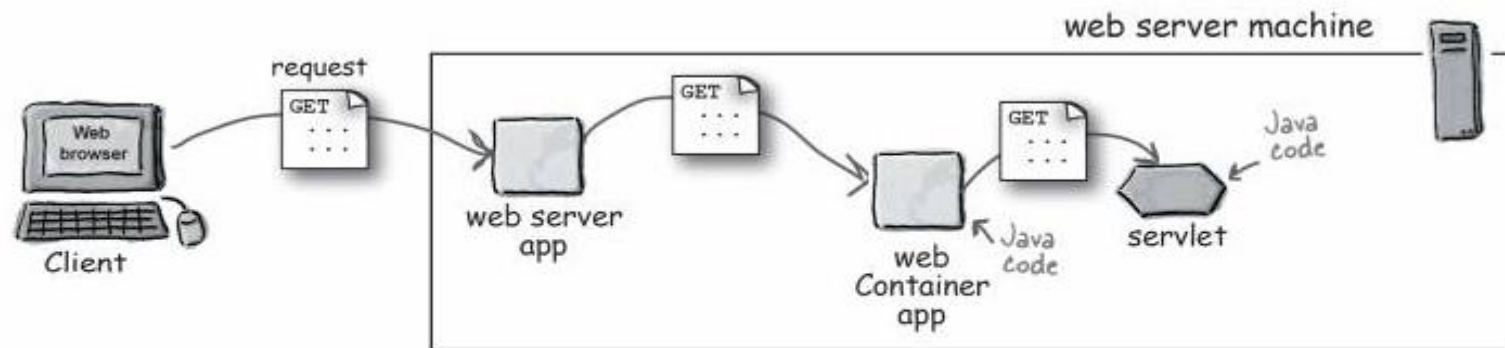 web server machine
request
GET
Web
browser
Client
web server
app
GET
web
Container
app
Java
code
GET
servlet
Java
code